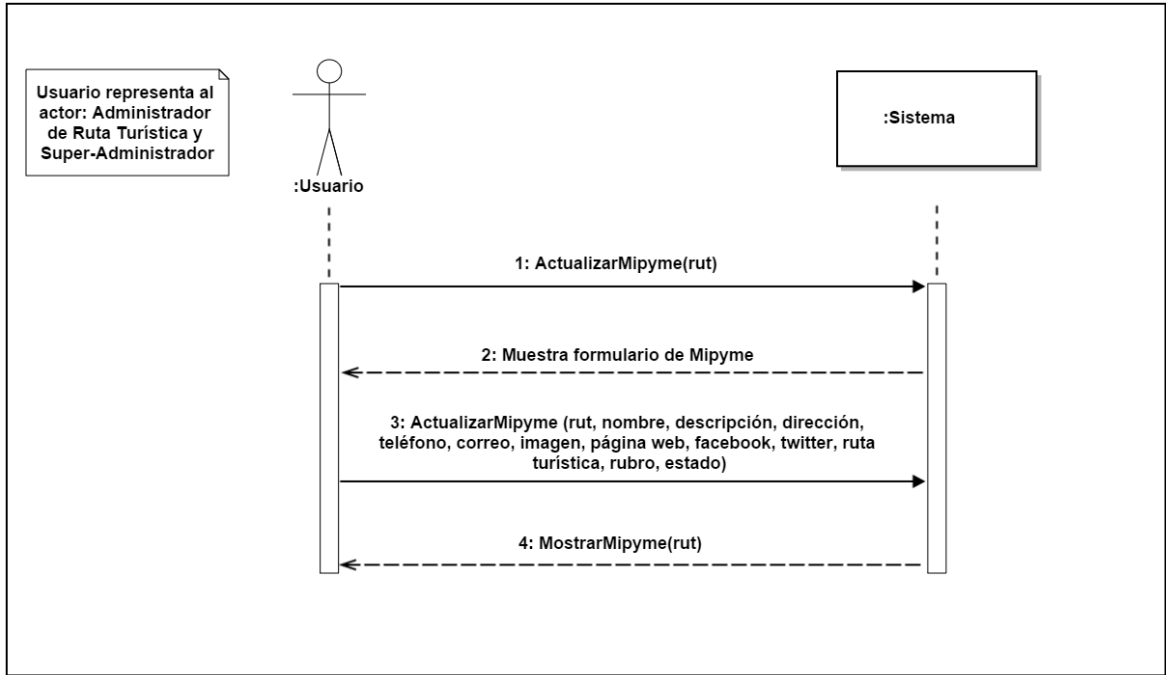 Usuario representa al
actor: Administrador
de Ruta Turística y
Super-Administrador
:Usuario
:Sistema
1: ActualizarMipyme(rut)
2: Muestra formulario de Mipyme
3: ActualizarMipyme (rut, nombre, descripción, dirección,
teléfono, correo, imagen, página web, facebook, twitter, ruta
turística, rubro, estado)
4: MostrarMipyme(rut)